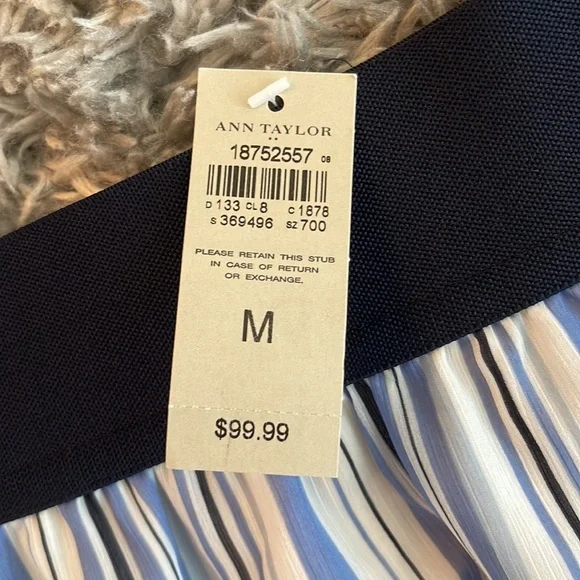 ANN TAYLOR
18752557 08
D 133 CL 8 C 1878
S 369496 SZ 700
PLEASE RETAIN THIS STUB
IN CASE OF RETURN
OR EXCHANGE.
M
$99.99